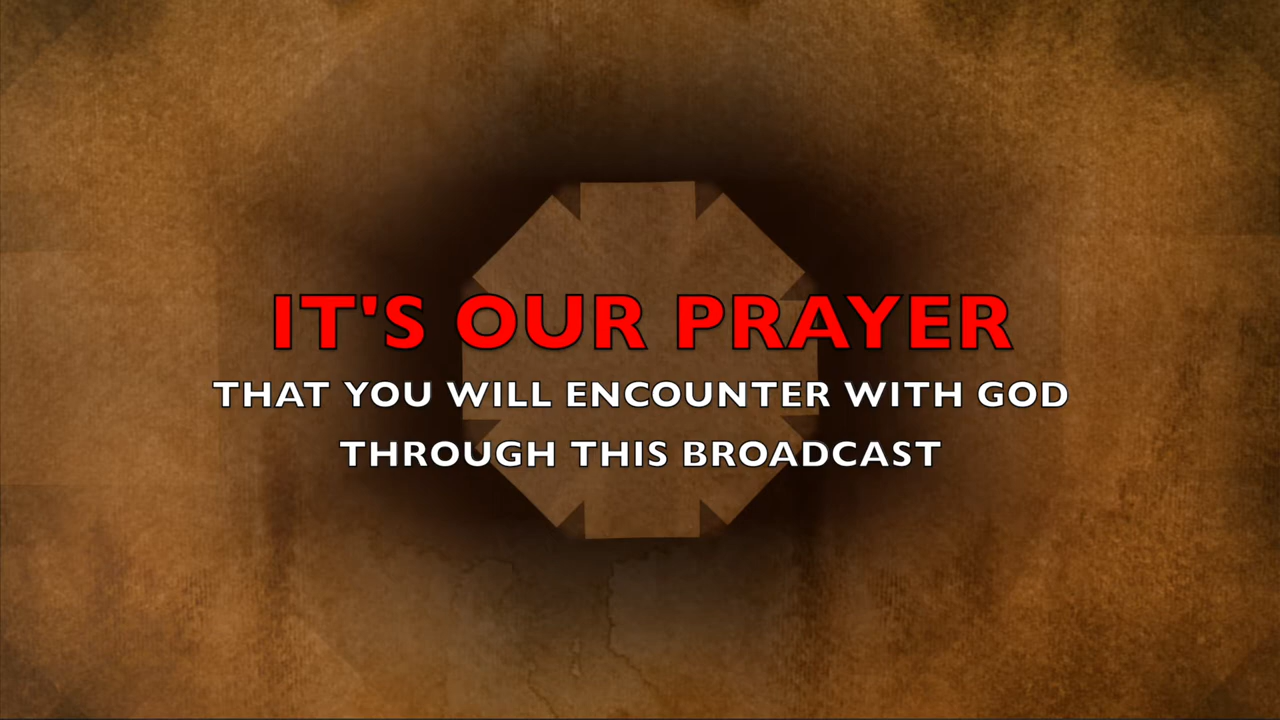 IT'S OUR PRAYER
THAT YOU WILL ENCOUNTER WITH GOD
THROUGH THIS BROADCAST